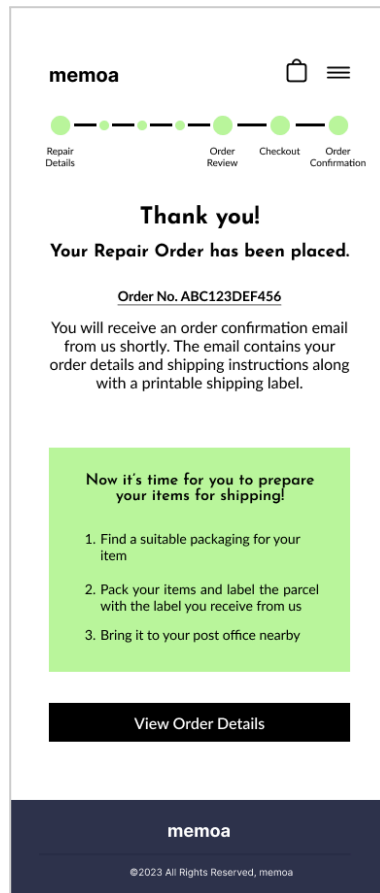 memoa
Repair
Details
Order
Review
Checkout
Order
Confirmation
Thank you!
Your Repair Order has been placed.
Order No. ABC123DEF456
You will receive an order confirmation email
from us shortly. The email contains your
order details and shipping instructions along
with a printable shipping label.
Now it's time for you to prepare
your items for shipping!
1. Find a suitable packaging for your
item
2. Pack your items and label the parcel
with the label you receive from us
3. Bring it to your post office nearby
View Order Details
memoa
©2023 All Rights Reserved, memoa